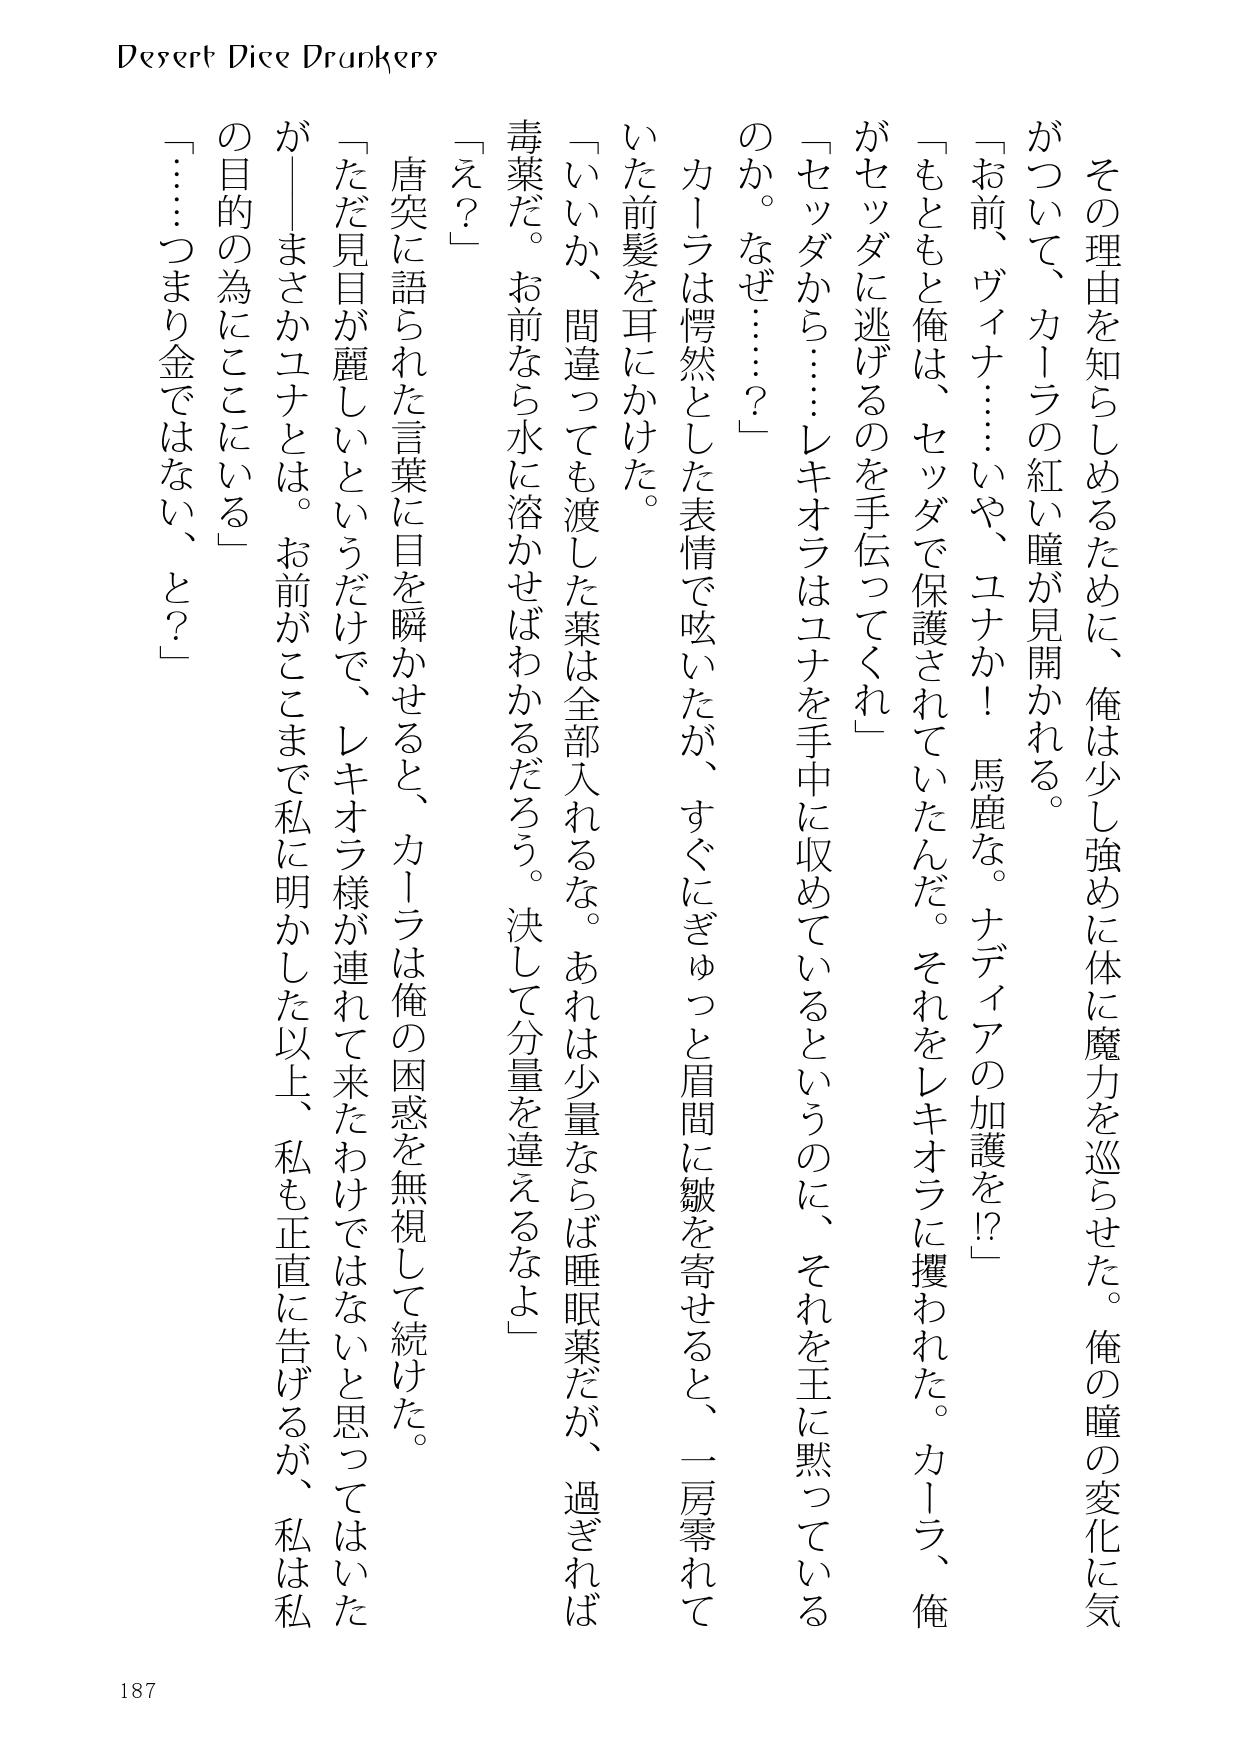 Desert Dice Drunkers
その理由を知らしめるために、俺は少し強めに体に魔力を巡らせた。俺の瞳の変化に気
がついて、カーラの紅い瞳が見開かれる。
「お前、ヴィナ……いや、ユナか！　馬鹿な。ナディアの加護を!?」
「もともと俺は、セッダで保護されていたんだ。それをレキオラに攫われた。カーラ、俺
がセッダに逃げるのを手伝ってくれ」
「セッダから……レキオラはユナを手中に収めているというのに、それを王に黙っている
のか。なぜ……？」
カーラは愕然とした表情で呟いたが、すぐにぎゅっと眉間に皺を寄せると、一房零れて
いた前髪を耳にかけた。
「いいか、間違っても渡した薬は全部入れるな。あれは少量ならば睡眠薬だが、過ぎれば
毒薬だ。お前なら水に溶かせばわかるだろう。決して分量を違えるなよ」
「え？」
唐突に語られた言葉に目を瞬かせると、カーラは俺の困惑を無視して続けた。
「ただ見目が麗しいというだけで、レキオラ様が連れて来たわけではないと思ってはいた
が――まさかユナとは。お前がここまで私に明かした以上、私も正直に告げるが、私は私
の目的の為にここにいる」
「……つまり金ではない、と？」
187